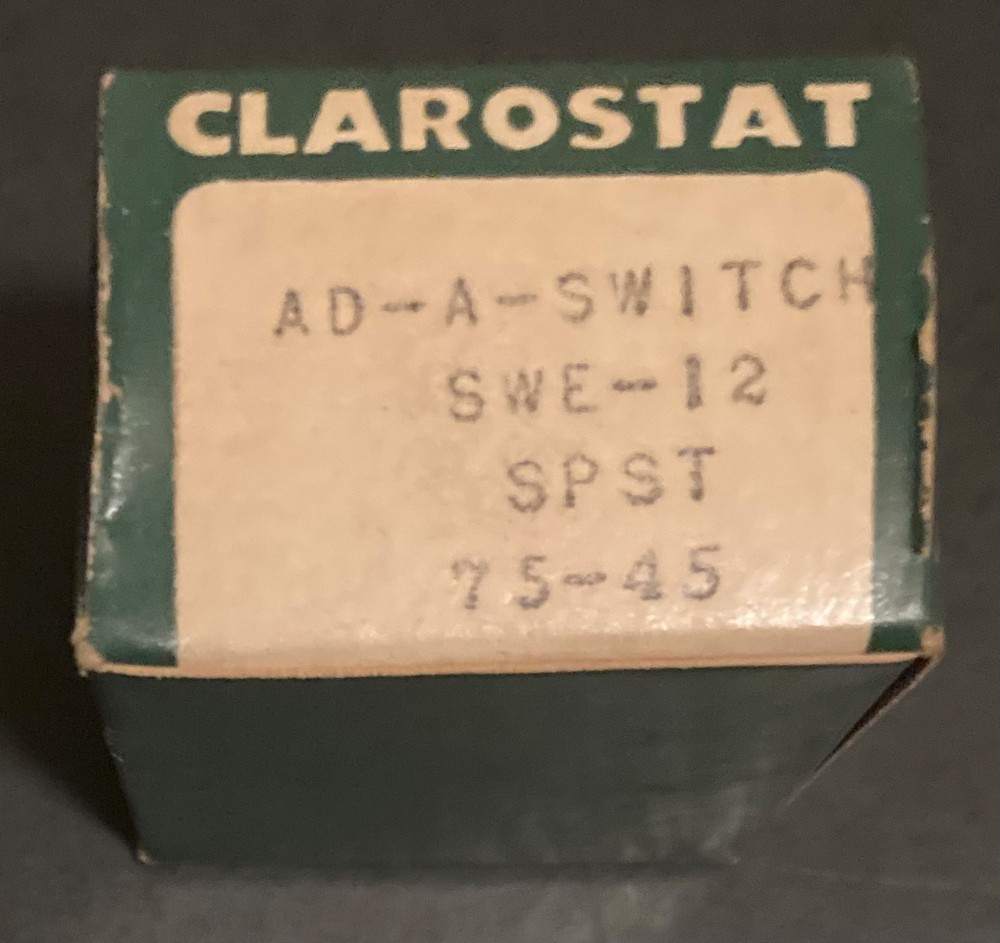 CLAROSTAT
AD-A-SWITCH
SWE-12
SPST
75-45